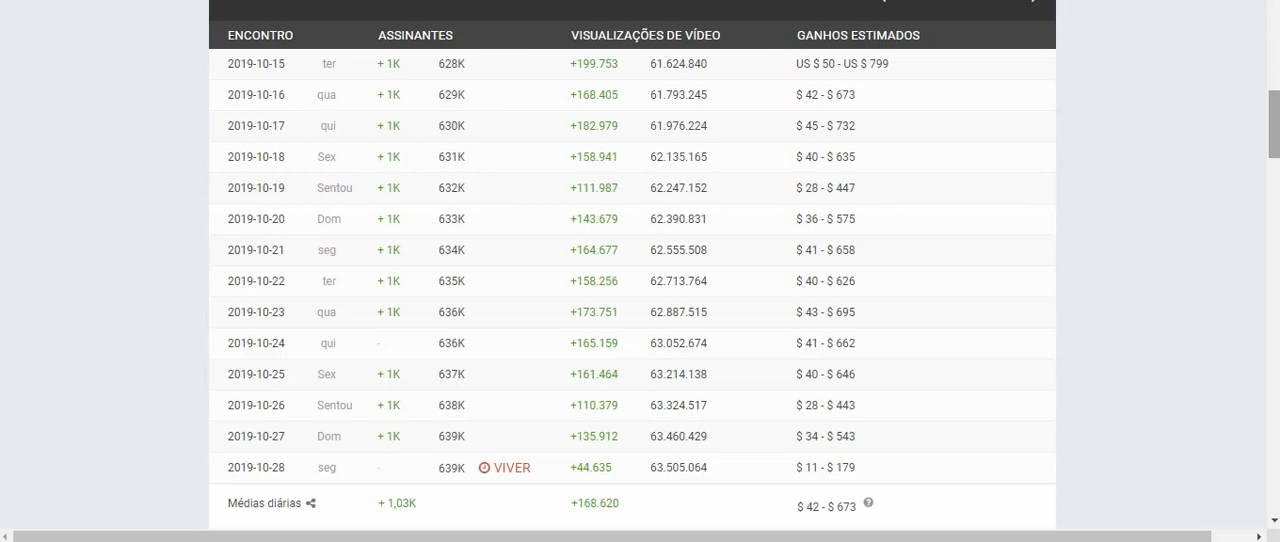 ENCONTRO ASSINANTES VISUALIZAÇÕES DE VÍDEO GANHOS ESTIMADOS
2019-10-15 ter + 1K 628K +199.753 61.624.840 US $ 50 - US $ 799
2019-10-16 qua + 1K 629K +168.405 61.793.245 $ 42 - $ 673
2019-10-17 qui + 1K 630K +182.979 61.976.224 $ 45 - $ 732
2019-10-18 Sex + 1K 631K +158.941 62.135.165 $ 40 - $ 635
2019-10-19 Sentou + 1K 632K +111.987 62.247.152 $ 28 - $ 447
2019-10-20 Dom + 1K 633K +143.679 62.390.831 $ 36 - $ 575
2019-10-21 seg + 1K 634K +164.677 62.555.508 $ 41 - $ 658
2019-10-22 ter + 1K 635K +158.256 62.713.764 $ 40 - $ 626
2019-10-23 qua + 1K 636K +173.751 62.887.515 $ 43 - $ 695
2019-10-24 qui - 636K +165.159 63.052.674 $ 41 - $ 662
2019-10-25 Sex + 1K 637K +161.464 63.214.138 $ 40 - $ 646
2019-10-26 Sentou + 1K 638K +110.379 63.324.517 $ 28 - $ 443
2019-10-27 Dom + 1K 639K +135.912 63.460.429 $ 34 - $ 543
2019-10-28 seg - 639K VIVER +44.635 63.505.064 $ 11 - $ 179
Médias diárias + 1,03K +168.620 $ 42 - $ 673 ?